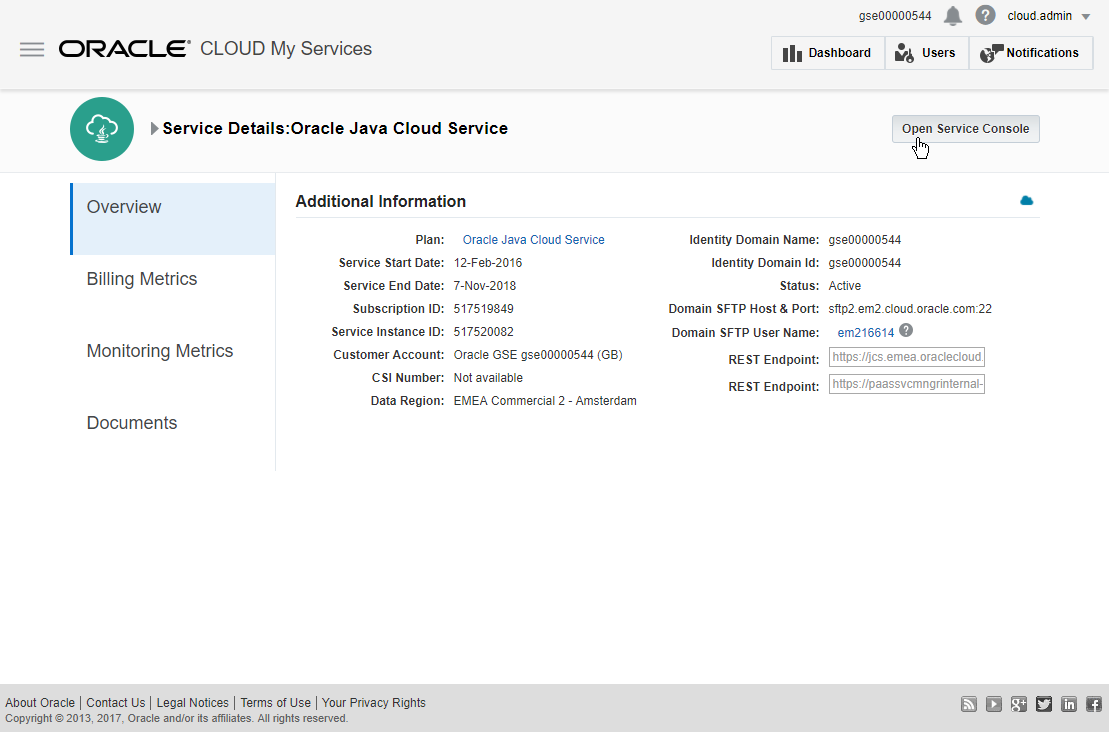 gse00000544 ? cloud.admin
ORACLE CLOUD My Services
Dashboard Users Notifications
Service Details:Oracle Java Cloud Service
Open Service Console
Overview
Billing Metrics
Monitoring Metrics
Documents
Additional Information
Plan: Oracle Java Cloud Service
Service Start Date: 12-Feb-2016
Service End Date: 7-Nov-2018
Subscription ID: 517519849
Service Instance ID: 517520082
Customer Account: Oracle GSE gse00000544 (GB)
CSI Number: Not available
Data Region: EMEA Commercial 2 - Amsterdam
Identity Domain Name: gse00000544
Identity Domain Id: gse00000544
Status: Active
Domain SFTP Host & Port: sftp2.em2.cloud.oracle.com:22
Domain SFTP User Name: em216614 ?
REST Endpoint: https://jcs.emea.oraclecloud.
REST Endpoint: https://paassvcmngrinternal-
About Oracle | Contact Us | Legal Notices | Terms of Use | Your Privacy Rights
Copyright © 2013, 2017, Oracle and/or its affiliates. All rights reserved.